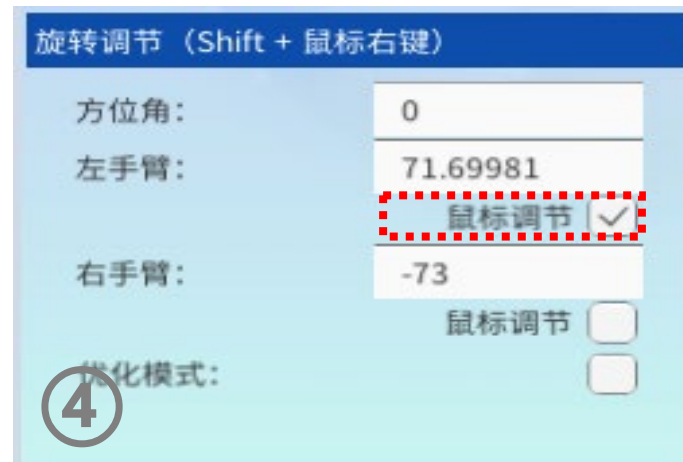 旋转调节（Shift + 鼠标右键）
方位角： 0
左手臂： 71.69981
鼠标调节
右手臂： -73
鼠标调节
优化模式：
4